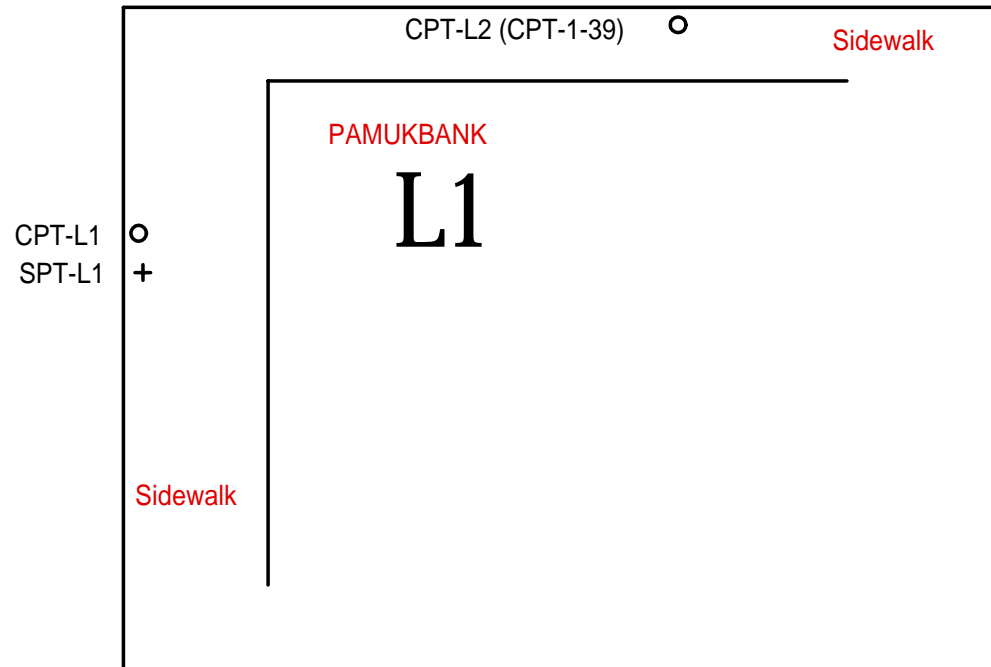 CPT-L2 (CPT-1-39)
Sidewalk
PAMUKBANK
L1
CPT-L1
SPT-L1
Sidewalk